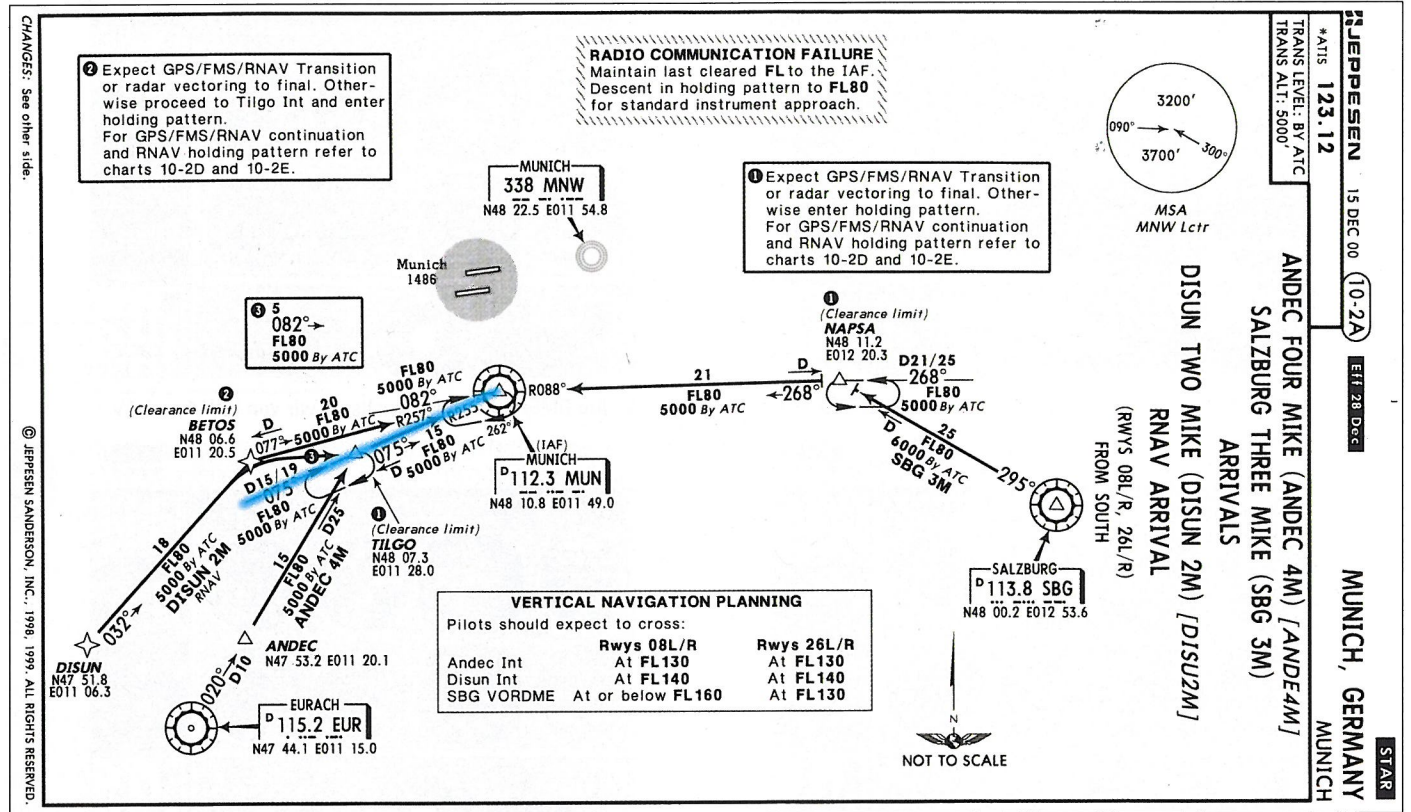 JEPPESEN 15 DEC 00 10-2A Eff 28 Dec
STAR
MUNICH, GERMANY
MUNICH
*ATIS 123.12
TRANS LEVEL: BY ATC
TRANS ALT: 5000'
ANDEC FOUR MIKE (ANDEC 4M) [ANDE4M]
SALZBURG THREE MIKE (SBG 3M)
ARRIVALS
DISUN TWO MIKE (DISUN 2M) [DISU2M]
RNAV ARRIVAL
(RWYS 08L/R, 26L/R)
FROM SOUTH
3200'
090°
300°
3700'
MSA
MNW Lctr
2 Expect GPS/FMS/RNAV Transition
or radar vectoring to final. Other-
wise proceed to Tilgo Int and enter
holding pattern.
For GPS/FMS/RNAV continuation
and RNAV holding pattern refer to
charts 10-2D and 10-2E.
RADIO COMMUNICATION FAILURE
Maintain last cleared FL to the IAF.
Descent in holding pattern to FL80
for standard instrument approach.
MUNICH
338 MNW
N48 22.5 E011 54.8
1 Expect GPS/FMS/RNAV Transition
or radar vectoring to final. Other-
wise enter holding pattern.
For GPS/FMS/RNAV continuation
and RNAV holding pattern refer to
charts 10-2D and 10-2E.
Munich
1486
3 5
082°
FL80
5000 By ATC
1
(Clearance limit)
NAPSA
N48 11.2
E012 20.3
D21/25
268°
FL80
5000 By ATC
D
268°
21
FL80
5000 By ATC
R088°
25
FL80
6000 By ATC
SBG 3M
D
295°
FL80
5000 By ATC
082°
R257°
R255°
262°
2
(Clearance limit)
BETOS
N48 06.6
E011 20.5
D
20
FL80
5000 By ATC
077°
3
075°
15
FL80
5000 By ATC
D
D15/19
075°
FL80
5000 By ATC
(IAF)
MUNICH
D 112.3 MUN
N48 10.8 E011 49.0
1
(Clearance limit)
TILGO
N48 07.3
E011 28.0
18
FL80
5000 By ATC
DISUN 2M
RNAV
032°
D25
15
FL80
5000 By ATC
ANDEC 4M
SALZBURG
D 113.8 SBG
N48 00.2 E012 53.6
DISUN
N47 51.8
E011 06.3
ANDEC
N47 53.2 E011 20.1
D10
020°
EURACH
D 115.2 EUR
N47 44.1 E011 15.0
VERTICAL NAVIGATION PLANNING
Pilots should expect to cross:
Rwys 08L/R Rwys 26L/R
Andec Int At FL130 At FL130
Disun Int At FL140 At FL140
SBG VORDME At or below FL160 At FL130
N
NOT TO SCALE
CHANGES: See other side.
© JEPPESEN SANDERSON, INC., 1998, 1999. ALL RIGHTS RESERVED.